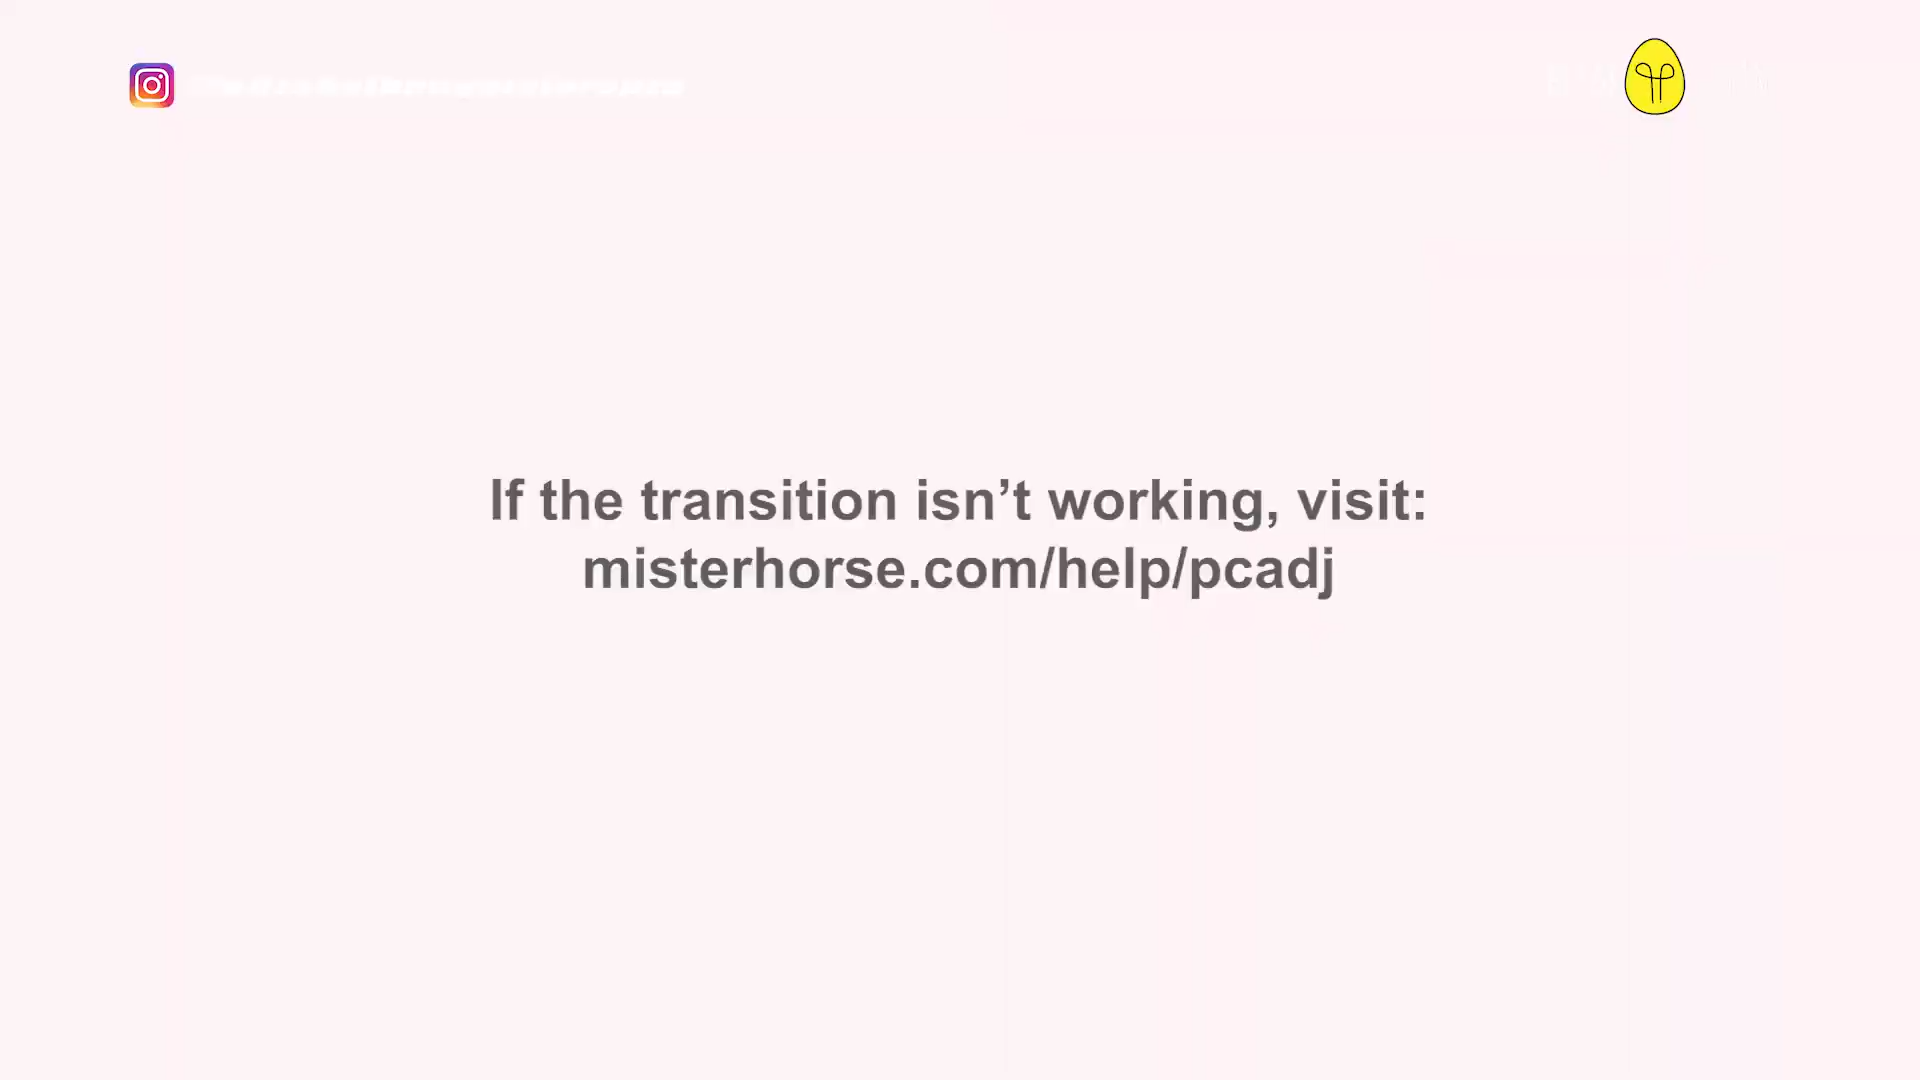 If the transition isn’t working, visit:
misterhorse.com/help/pcadj